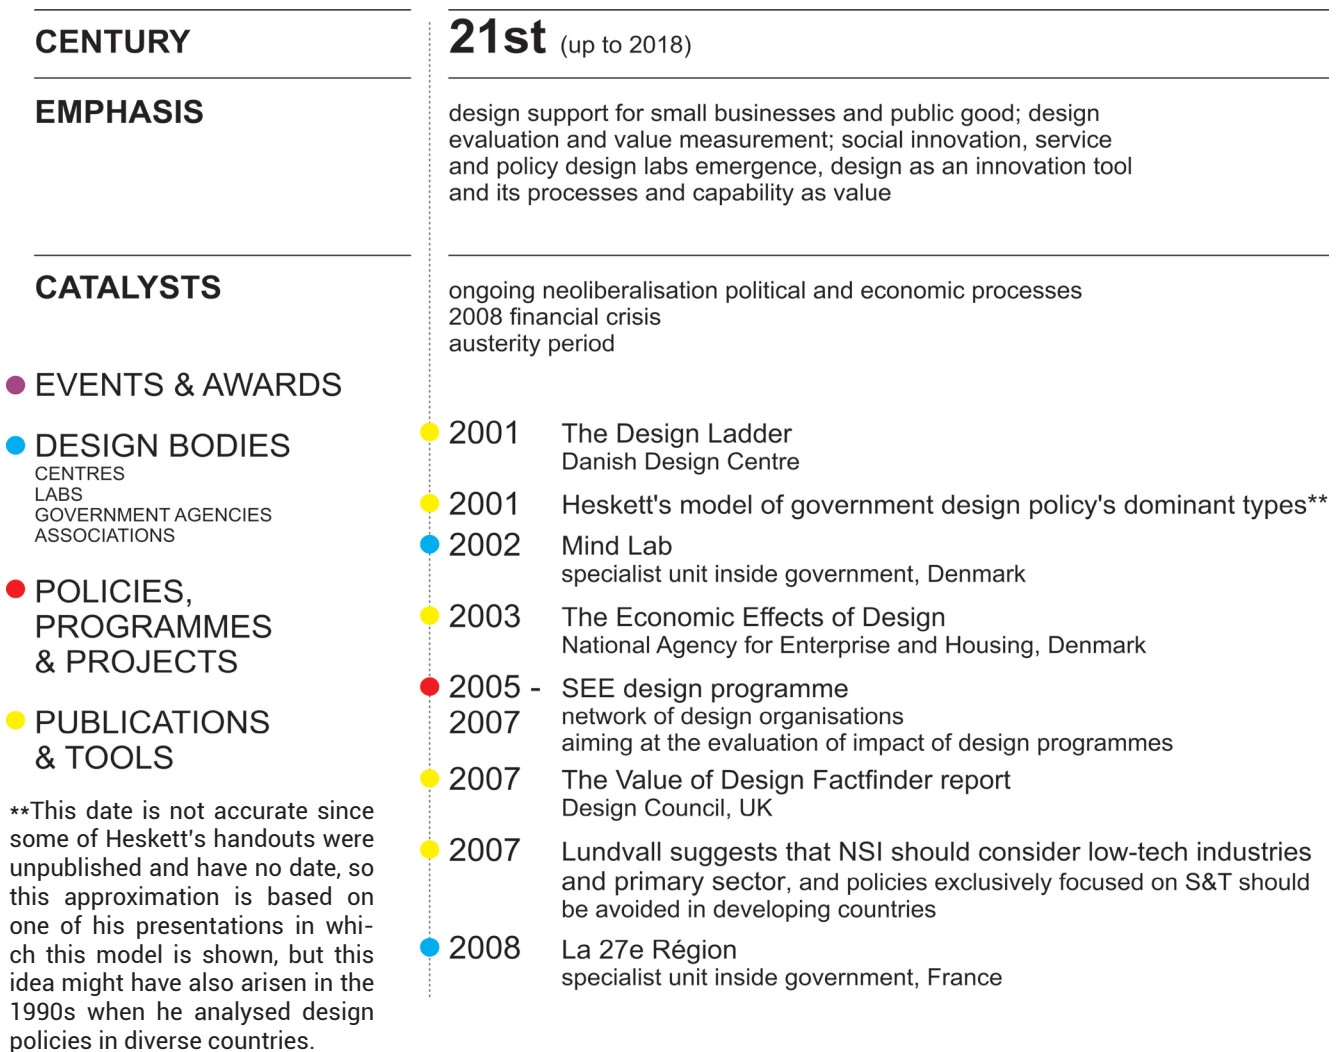 CENTURY
21st (up to 2018)
EMPHASIS
design support for small businesses and public good; design
evaluation and value measurement; social innovation, service
and policy design labs emergence, design as an innovation tool
and its processes and capability as value
CATALYSTS
ongoing neoliberalisation political and economic processes
2008 financial crisis
austerity period
EVENTS & AWARDS
DESIGN BODIES
CENTRES
LABS
GOVERNMENT AGENCIES
ASSOCIATIONS
POLICIES,
PROGRAMMES
& PROJECTS
PUBLICATIONS
& TOOLS
**This date is not accurate since
some of Heskett's handouts were
unpublished and have no date, so
this approximation is based on
one of his presentations in whi-
ch this model is shown, but this
idea might have also arisen in the
1990s when he analysed design
policies in diverse countries.
2001 The Design Ladder
Danish Design Centre
2001 Heskett's model of government design policy's dominant types**
2002 Mind Lab
specialist unit inside government, Denmark
2003 The Economic Effects of Design
National Agency for Enterprise and Housing, Denmark
2005 - SEE design programme
2007 network of design organisations
aiming at the evaluation of impact of design programmes
2007 The Value of Design Factfinder report
Design Council, UK
2007 Lundvall suggests that NSI should consider low-tech industries
and primary sector, and policies exclusively focused on S&T should
be avoided in developing countries
2008 La 27e Région
specialist unit inside government, France